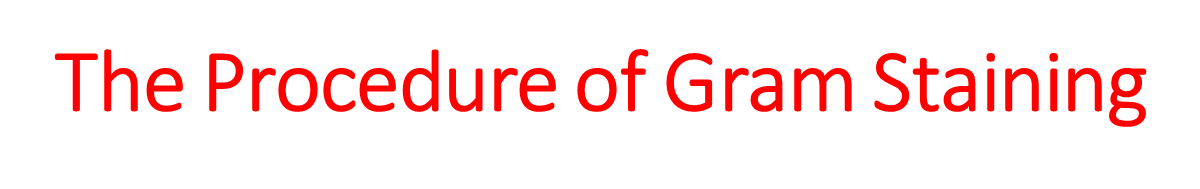 The Procedure of Gram Staining